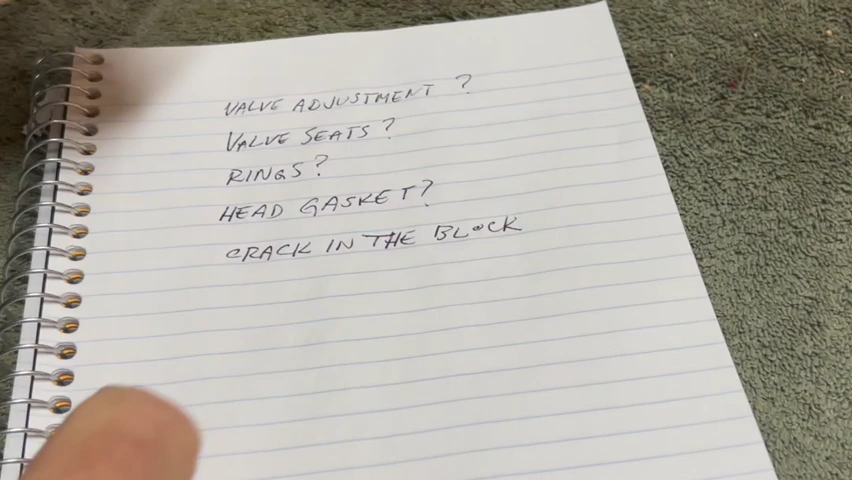 VALVE ADJUSTMENT ?
VALVE SEATS?
RINGS?
HEAD GASKET?
CRACK IN THE BLOCK